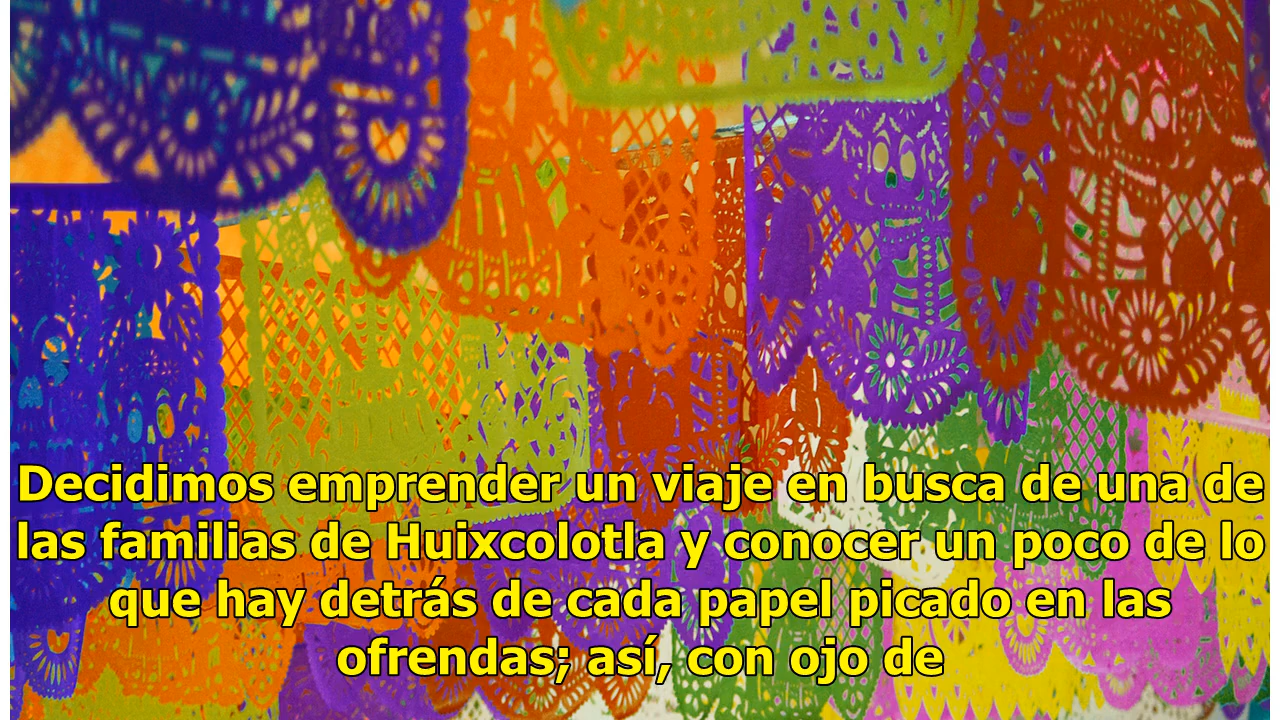 Decidimos emprender un viaje en busca de una de
las familias de Huixcolotla y conocer un poco de lo
que hay detrás de cada papel picado en las
ofrendas; así, con ojo de